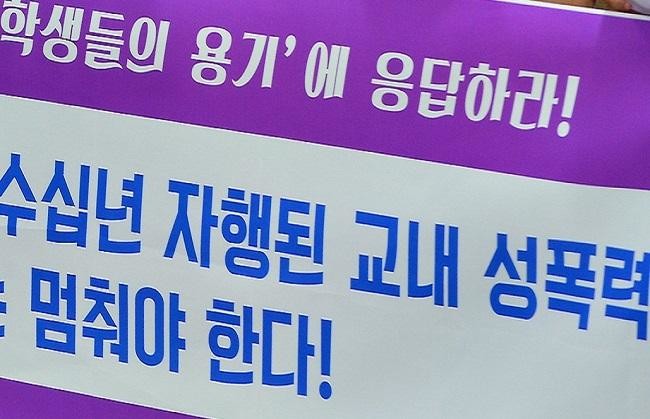 학생들의 용기'에 응답하라!
수십년 자행된 교내 성폭력
는 멈춰야 한다!